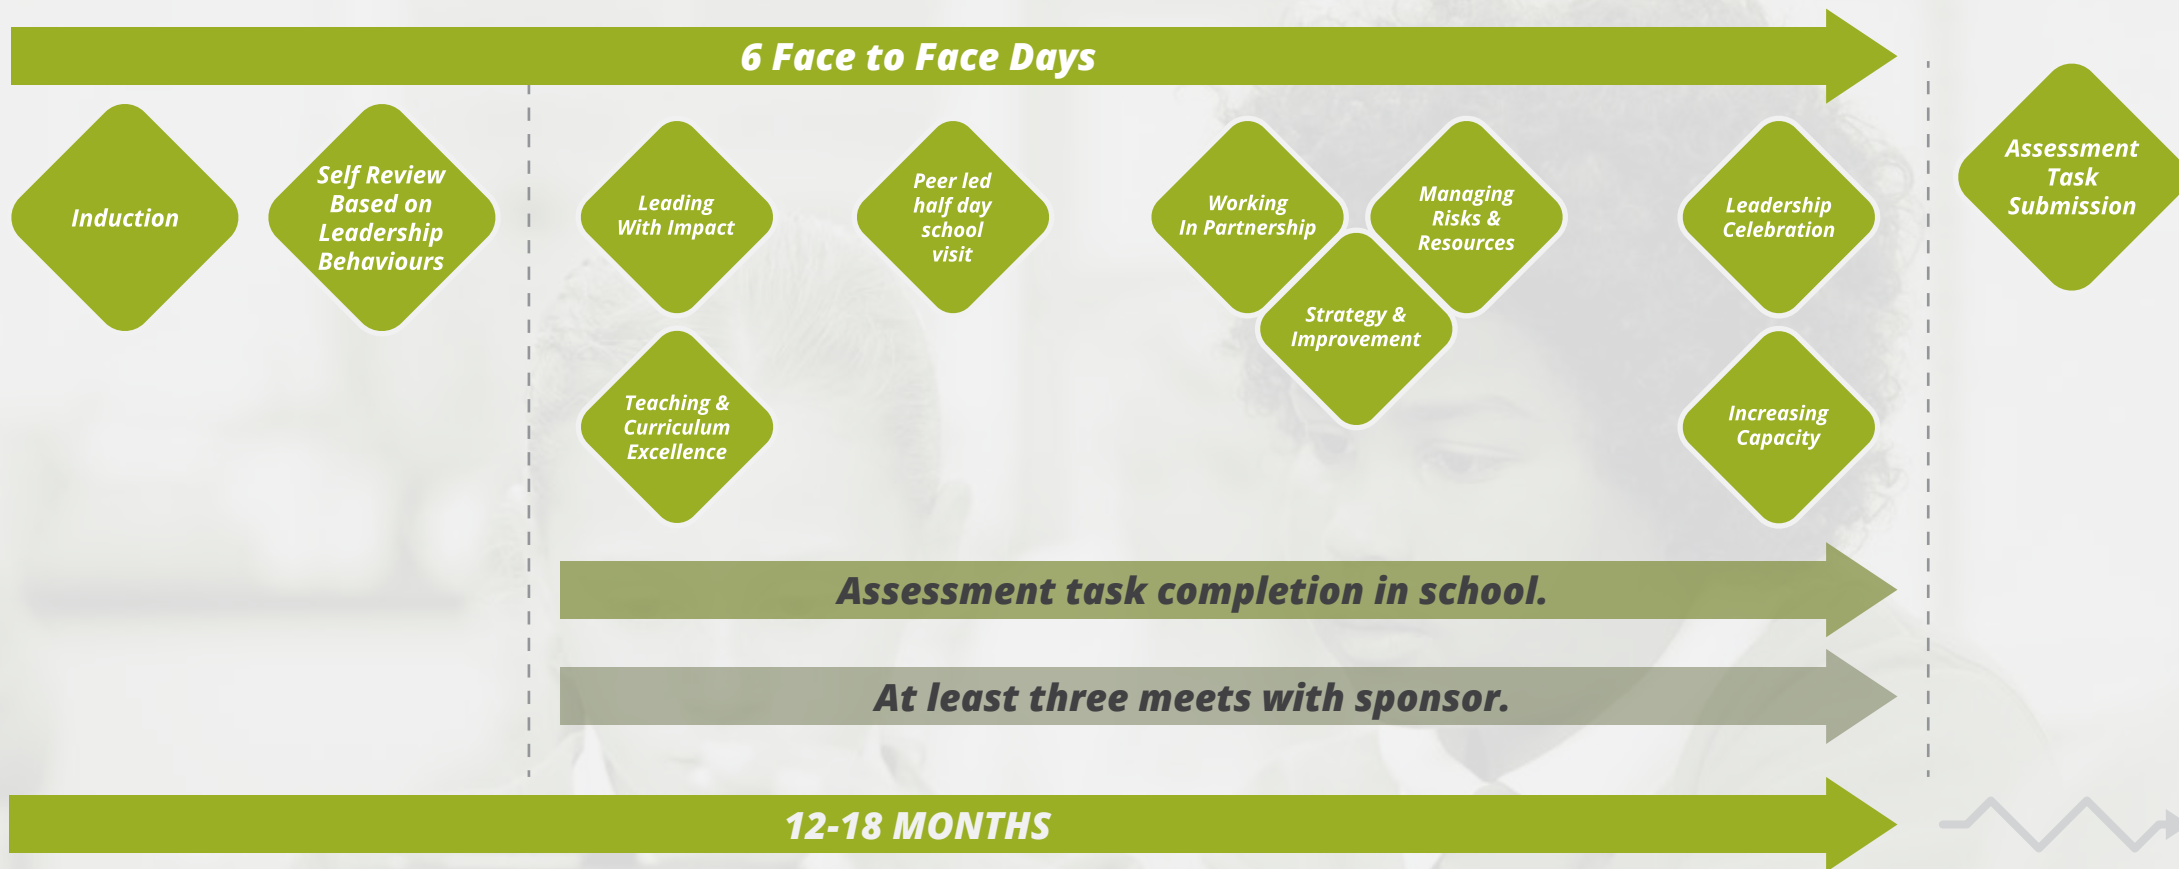 6 Face to Face Days
Induction
Self Review
Based on
Leadership
Behaviours
Leading
With Impact
Teaching &
Curriculum
Excellence
Peer led
half day
school
visit
Working
In Partnership
Managing
Risks &
Resources
Strategy &
Improvement
Leadership
Celebration
Increasing
Capacity
Assessment
Task
Submission
Assessment task completion in school.
At least three meets with sponsor.
12-18 MONTHS